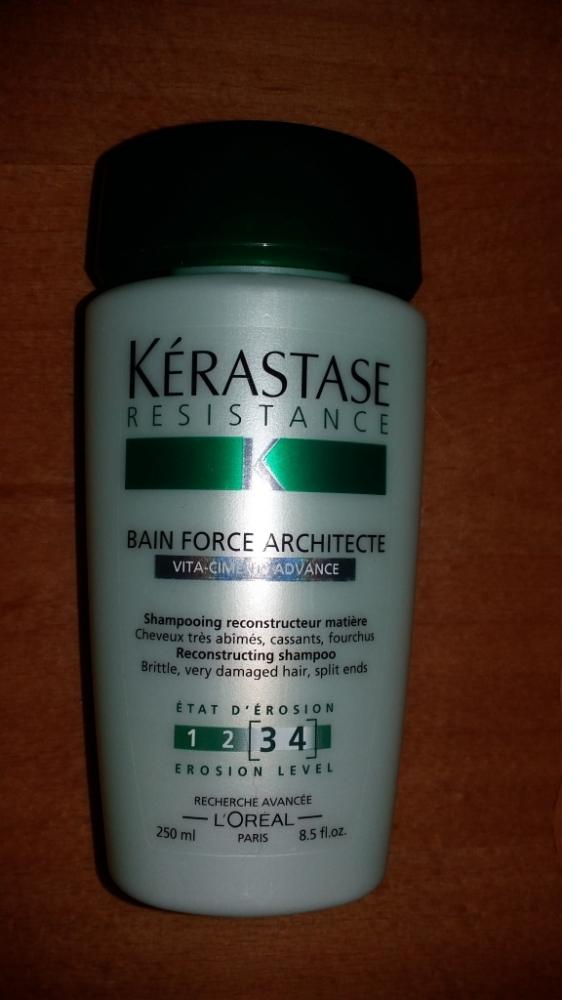 KÉRASTASE
RESISTANCE
K
BAIN FORCE ARCHITECTE
VITA-CIMENT ADVANCE
Shampooing reconstructeur matière
Cheveux très abîmés, cassants, fourchus
Reconstructing shampoo
Brittle, very damaged hair, split ends
ÉTAT D'ÉROSION
1 2 [3 4]
EROSION LEVEL
RECHERCHE AVANCÉE
L'ORÉAL
250 ml PARIS 8.5 fl.oz.